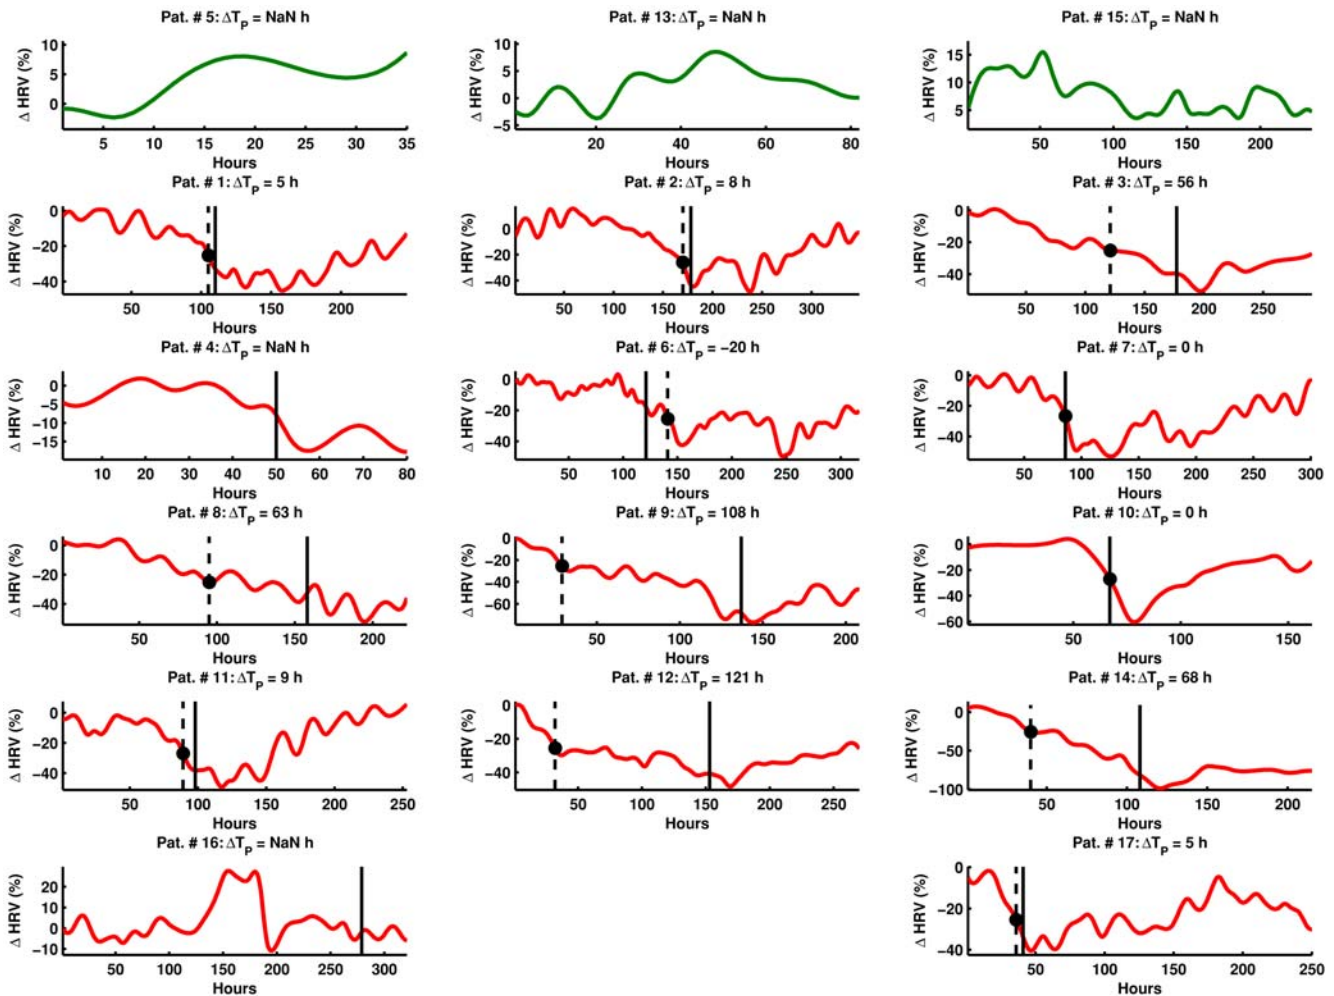 Pat. # 5: ΔT_P = NaN h
Pat. # 13: ΔT_P = NaN h
Pat. # 15: ΔT_P = NaN h
Δ HRV (%)
10
5
0
5
10
15
20
25
30
35
Hours
Δ HRV (%)
10
5
0
−5
20
40
60
80
Hours
Δ HRV (%)
15
10
5
50
100
150
200
Hours
Pat. # 1: ΔT_P = 5 h
Pat. # 2: ΔT_P = 8 h
Pat. # 3: ΔT_P = 56 h
Δ HRV (%)
0
−20
−40
50
100
150
200
Hours
Δ HRV (%)
0
−20
−40
50
100
150
200
250
300
Hours
Δ HRV (%)
0
−20
−40
50
100
150
200
250
Hours
Pat. # 4: ΔT_P = NaN h
Pat. # 6: ΔT_P = −20 h
Pat. # 7: ΔT_P = 0 h
Δ HRV (%)
0
−5
−10
−15
10
20
30
40
50
60
70
80
Hours
Δ HRV (%)
0
−20
−40
50
100
150
200
250
300
Hours
Δ HRV (%)
0
−20
−40
50
100
150
200
250
300
Hours
Pat. # 8: ΔT_P = 63 h
Pat. # 9: ΔT_P = 108 h
Pat. # 10: ΔT_P = 0 h
Δ HRV (%)
0
−20
−40
50
100
150
200
Hours
Δ HRV (%)
0
−20
−40
−60
50
100
150
200
Hours
Δ HRV (%)
0
−20
−40
−60
50
100
150
Hours
Pat. # 11: ΔT_P = 9 h
Pat. # 12: ΔT_P = 121 h
Pat. # 14: ΔT_P = 68 h
Δ HRV (%)
0
−20
−40
50
100
150
200
250
Hours
Δ HRV (%)
0
−20
−40
50
100
150
200
250
Hours
Δ HRV (%)
0
−50
−100
50
100
150
200
Hours
Pat. # 16: ΔT_P = NaN h
Pat. # 17: ΔT_P = 5 h
Δ HRV (%)
20
10
0
−10
50
100
150
200
250
300
Hours
Δ HRV (%)
0
−20
−40
50
100
150
200
250
Hours